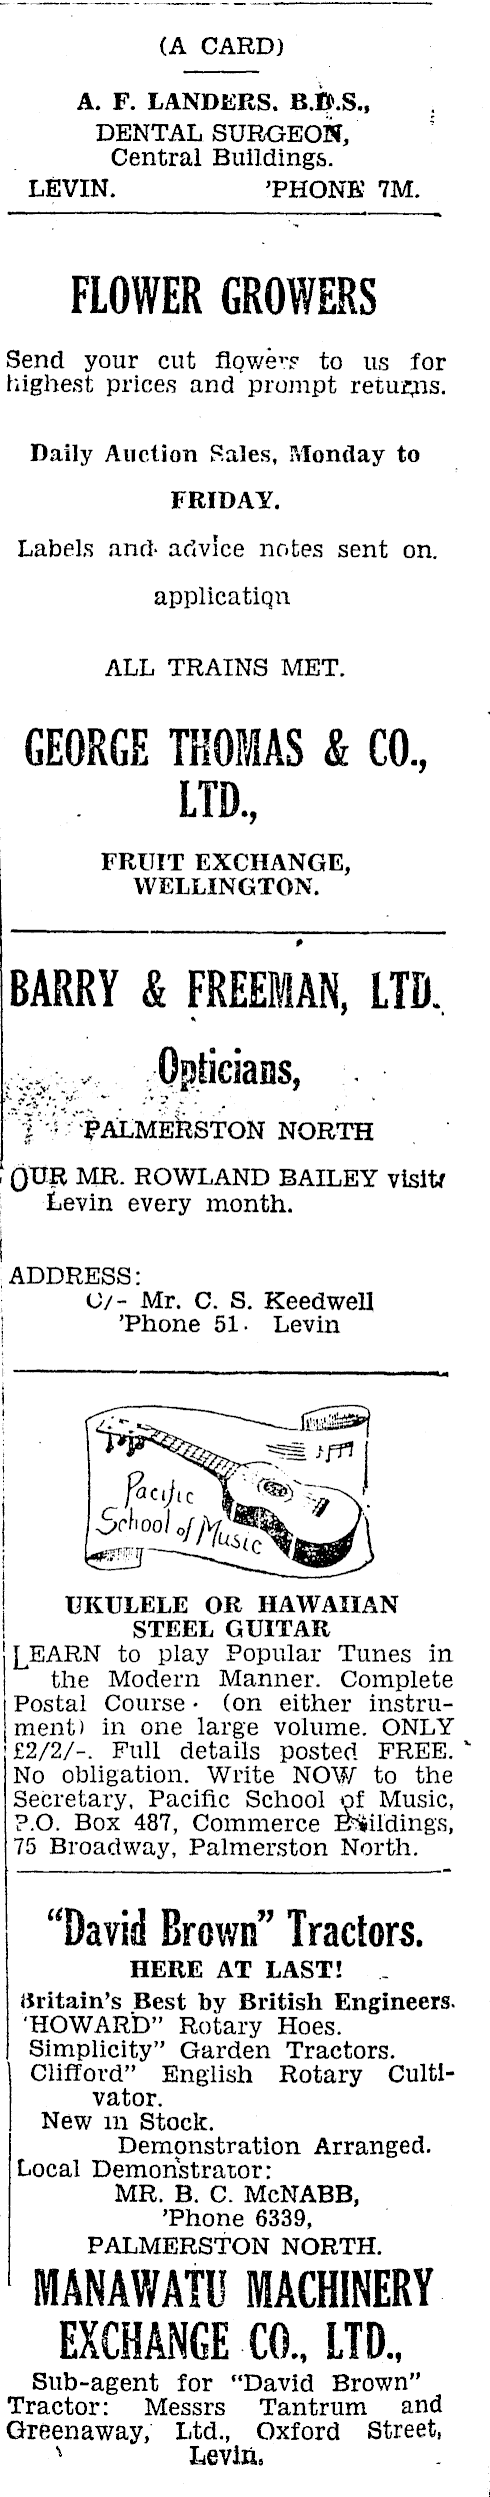 (A CARD)
A. F. LANDERS. B.D.S.,
DENTAL SURGEON,
Central Buildings.
LEVIN. 'PHONE 7M.
FLOWER GROWERS
Send your cut flowers to us for
highest prices and prompt returns.
Daily Auction Sales, Monday to
FRIDAY.
Labels and advice notes sent on.
application
ALL TRAINS MET.
GEORGE THOMAS & CO.,
LTD.,
FRUIT EXCHANGE,
WELLINGTON.
BARRY & FREEMAN, LTD.
Opticians,
PALMERSTON NORTH
OUR MR. ROWLAND BAILEY visits
Levin every month.
ADDRESS:
C/- Mr. C. S. Keedwell
'Phone 51. Levin
Pacific
School of Music
UKULELE OR HAWAIIAN
STEEL GUITAR
LEARN to play Popular Tunes in
the Modern Manner. Complete
Postal Course. (on either instru-
ment) in one large volume. ONLY
£2/2/-. Full details posted FREE.
No obligation. Write NOW to the
Secretary, Pacific School of Music,
P.O. Box 487, Commerce Buildings,
75 Broadway, Palmerston North.
"David Brown" Tractors.
HERE AT LAST!
Britain's Best by British Engineers.
'HOWARD" Rotary Hoes.
Simplicity" Garden Tractors.
Clifford" English Rotary Culti-
vator.
New in Stock.
Demonstration Arranged.
Local Demonstrator:
MR. B. C. McNABB,
'Phone 6339,
PALMERSTON NORTH.
MANAWATU MACHINERY
EXCHANGE CO., LTD.,
Sub-agent for "David Brown"
Tractor: Messrs Tantrum and
Greenaway, Ltd., Oxford Street,
Levin.